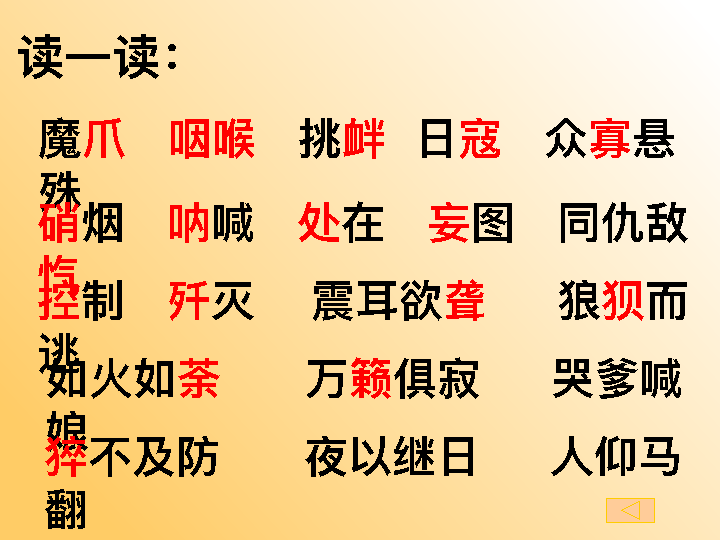 读一读：
魔爪 咽喉 挑衅 日寇 众寡悬
殊
硝烟 呐喊 处在 妄图 同仇敌
忾
控制 歼灭 震耳欲聋 狼狈而
逃
如火如荼 万籁俱寂 哭爹喊
娘
猝不及防 夜以继日 人仰马
翻